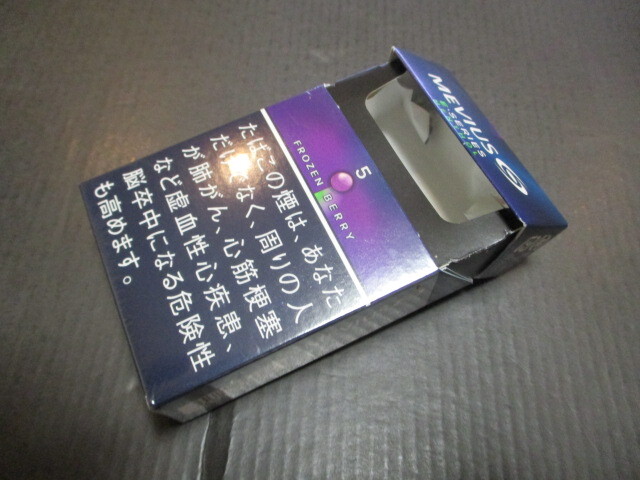 MEVIUS
E-SERIES
5
FROZEN BERRY
たばこの煙は、あなた
だけでなく、周りの人
が肺がん、心筋梗塞
など虚血性心疾患、
脳卒中になる危険性
も高めます。